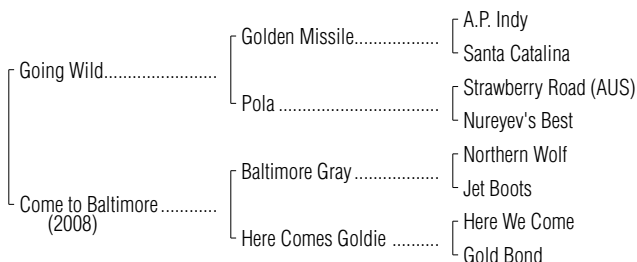 A.P. Indy
Golden Missile....................
Santa Catalina
Going Wild...........................
Strawberry Road (AUS)
Pola ......................................
Nureyev's Best
Northern Wolf
Baltimore Gray ....................
Jet Boots
Come to Baltimore .............
(2008)
Here We Come
Here Comes Goldie ...........
Gold Bond